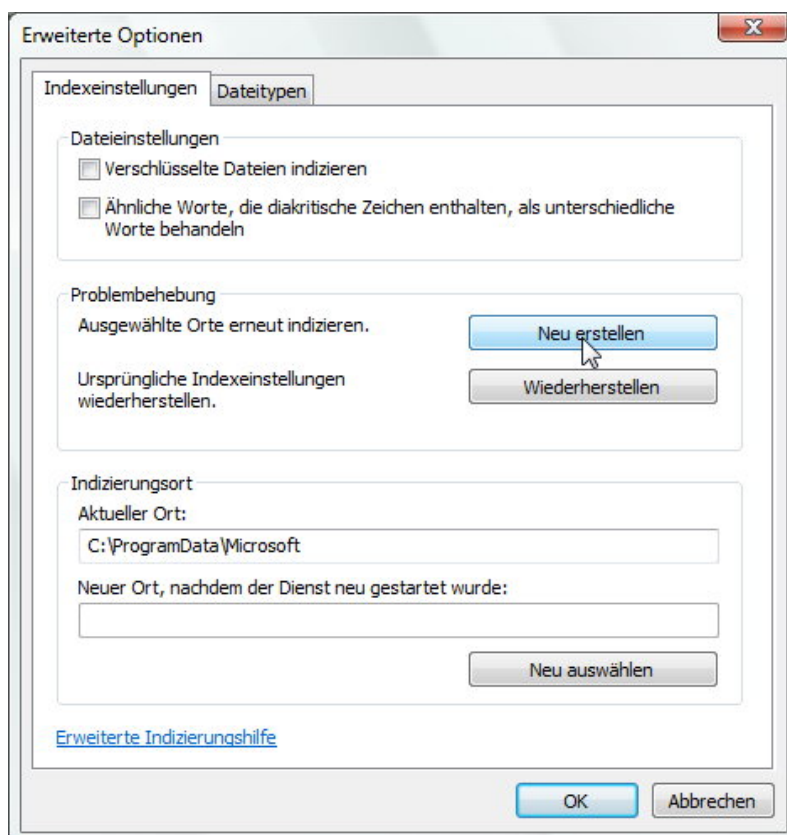 Erweiterte Optionen
Indexeinstellungen
Dateitypen
Dateieinstellungen
Verschlüsselte Dateien indizieren
Ähnliche Worte, die diakritische Zeichen enthalten, als unterschiedliche
Worte behandeln
Problembehebung
Ausgewählte Orte erneut indizieren.
Neu erstellen
Ursprüngliche Indexeinstellungen
wiederherstellen.
Wiederherstellen
Indizierungsort
Aktueller Ort:
C:\ProgramData\Microsoft
Neuer Ort, nachdem der Dienst neu gestartet wurde:
Neu auswählen
Erweiterte Indizierungshilfe
OK
Abbrechen